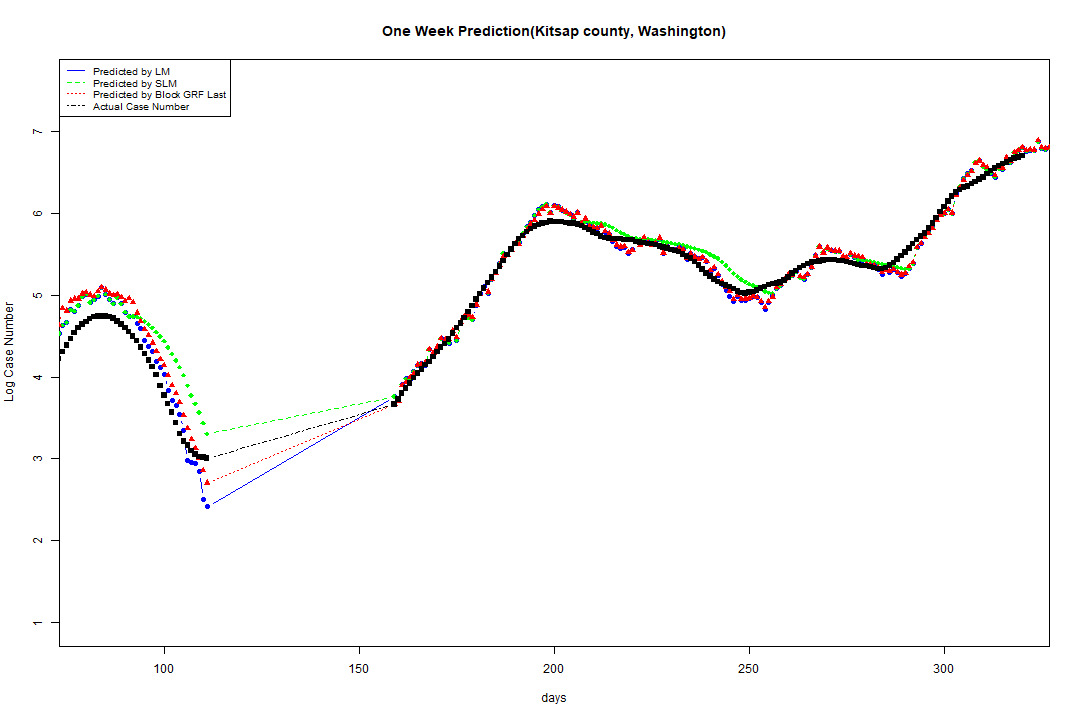 One Week Prediction(Kitsap county, Washington)
Predicted by LM
Predicted by SLM
Predicted by Block GRF Last
Actual Case Number
Log Case Number
7
6
5
4
3
2
1
100 150 200 250 300
days